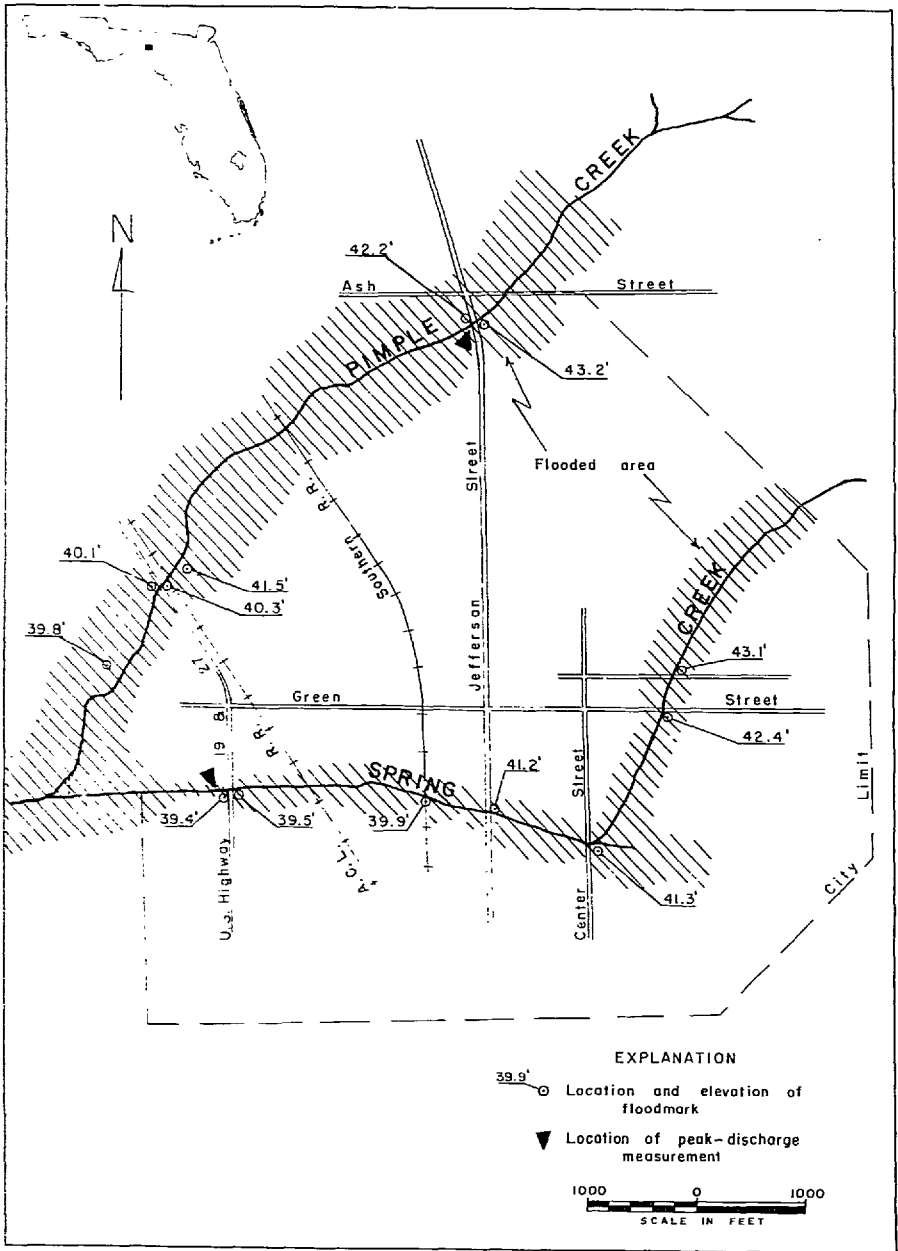 N
CREEK
42.2'
Ash Street
PIMPLE
43.2'
Street
Flooded area
R. R.
Southern
40.1'
41.5'
40.3'
CREEK
39.8'
Jefferson
43.1'
27
Green Street
42.4'
19 &
R. R.
SPRING
41.2'
Street
Limit
39.4'
39.5'
39.9'
U.S. Highway
A.C.L.
41.3'
City
Center
EXPLANATION
39.9'
Location and elevation of
floodmark
Location of peak-discharge
measurement
1000 0 1000
SCALE IN FEET